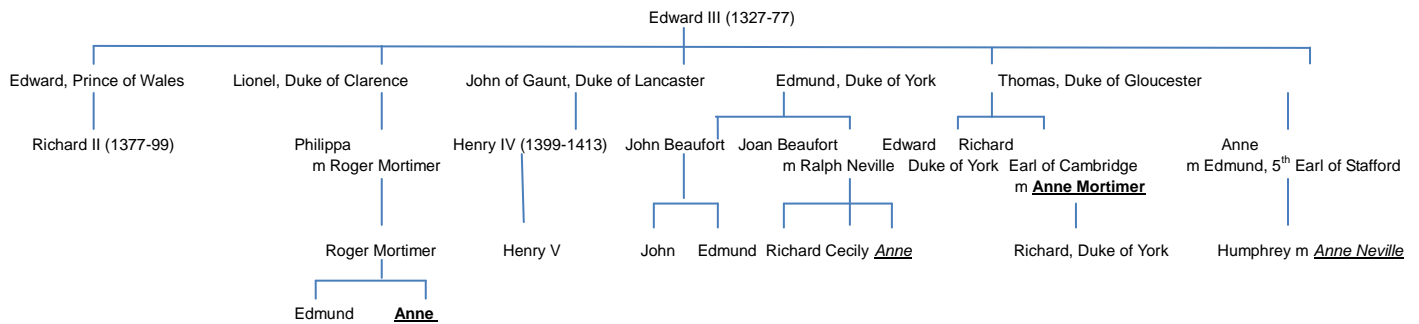 Edward III (1327-77)
Edward, Prince of Wales Lionel, Duke of Clarence John of Gaunt, Duke of Lancaster Edmund, Duke of York Thomas, Duke of Gloucester
Richard II (1377-99) Philippa Henry IV (1399-1413) John Beaufort Joan Beaufort Edward Richard Anne
m Roger Mortimer m Ralph Neville Duke of York Earl of Cambridge m Edmund, 5th Earl of Stafford
m Anne Mortimer
Roger Mortimer Henry V John Edmund Richard Cecily Anne Richard, Duke of York Humphrey m Anne Neville
Edmund Anne